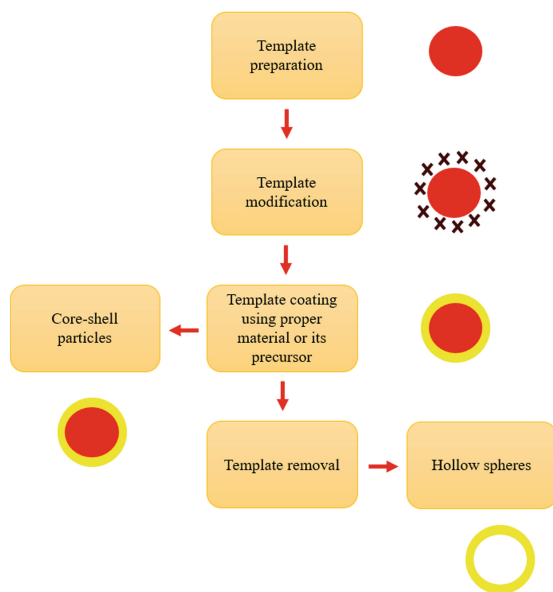 Template
preparation
Template
modification
Core-shell
particles
Template coating
using proper
material or its
precursor
Template removal
Hollow spheres